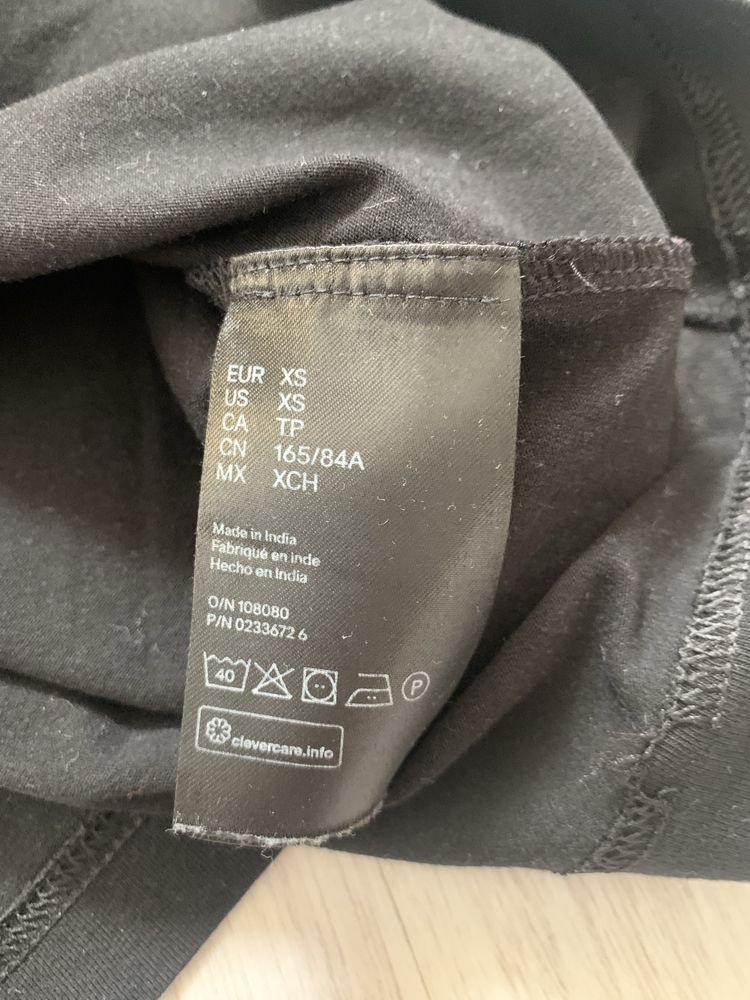 EUR XS
US XS
CA T.P
CN 165/84A
MX XCH
Made in India
Fabriqué en Inde
Hecho en India
O/N 108080
P/N 0233672 6
40 P
clevercare.info